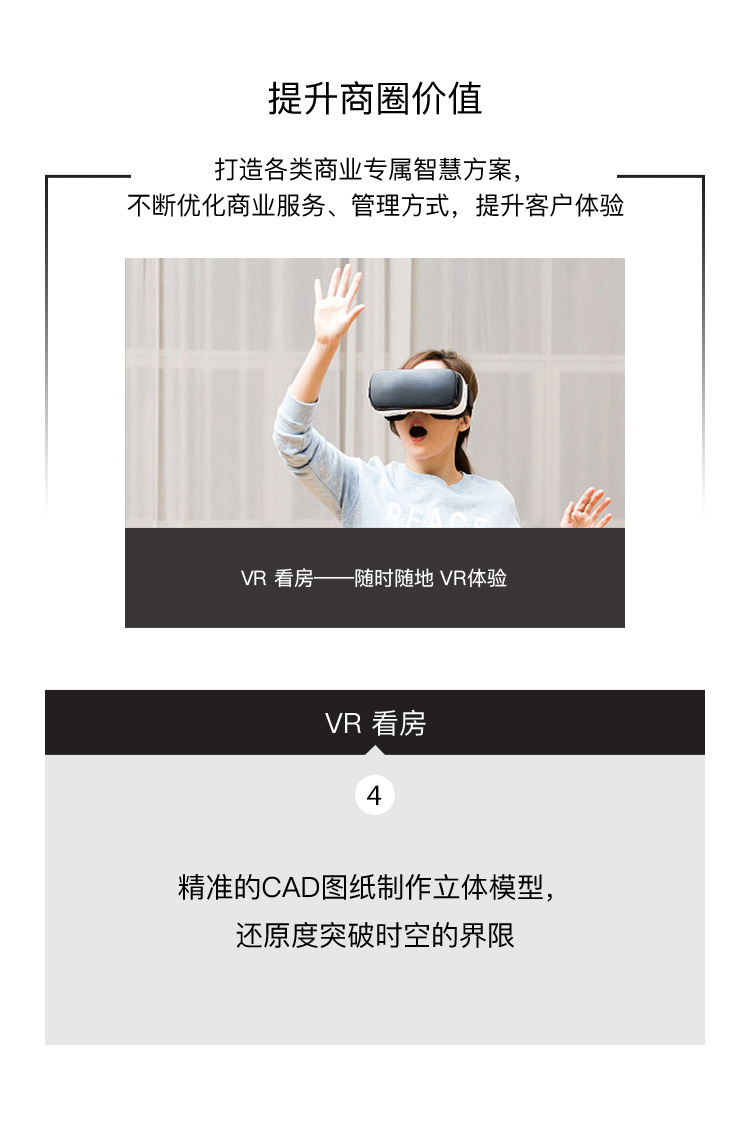 提升商圈价值
打造各类商业专属智慧方案，
不断优化商业服务、管理方式，提升客户体验
PEACE
VR 看房——随时随地 VR体验
VR 看房
4
精准的CAD图纸制作立体模型，
还原度突破时空的界限